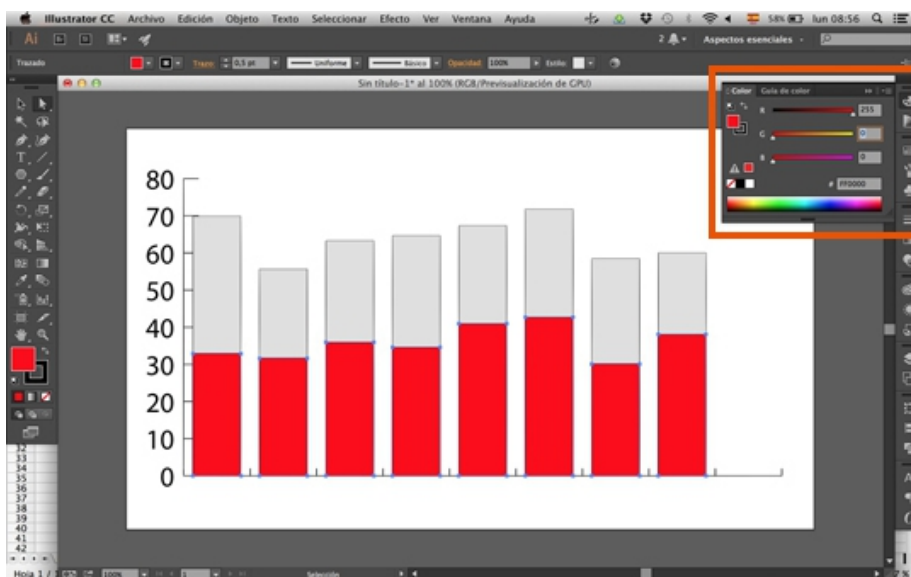 Illustrator CC Archivo Edición Objeto Texto Seleccionar Efecto Ver Ventana Ayuda 58% lun 08:56
Ai 2 Aspectos esenciales
Trazado Trazo: 0,5 pt Uniforme Básico Opacidad: 100% Estilo:
Sin título-1* al 100% (RGB/Previsualización de GPU)
Color Guía de color
R 255
G 0
B 0
# FF0000
80
70
60
50
40
30
20
10
0
32
33
34
35
36
37
38
39
40
41
42
Hoja 1 / 100% 1 Selección